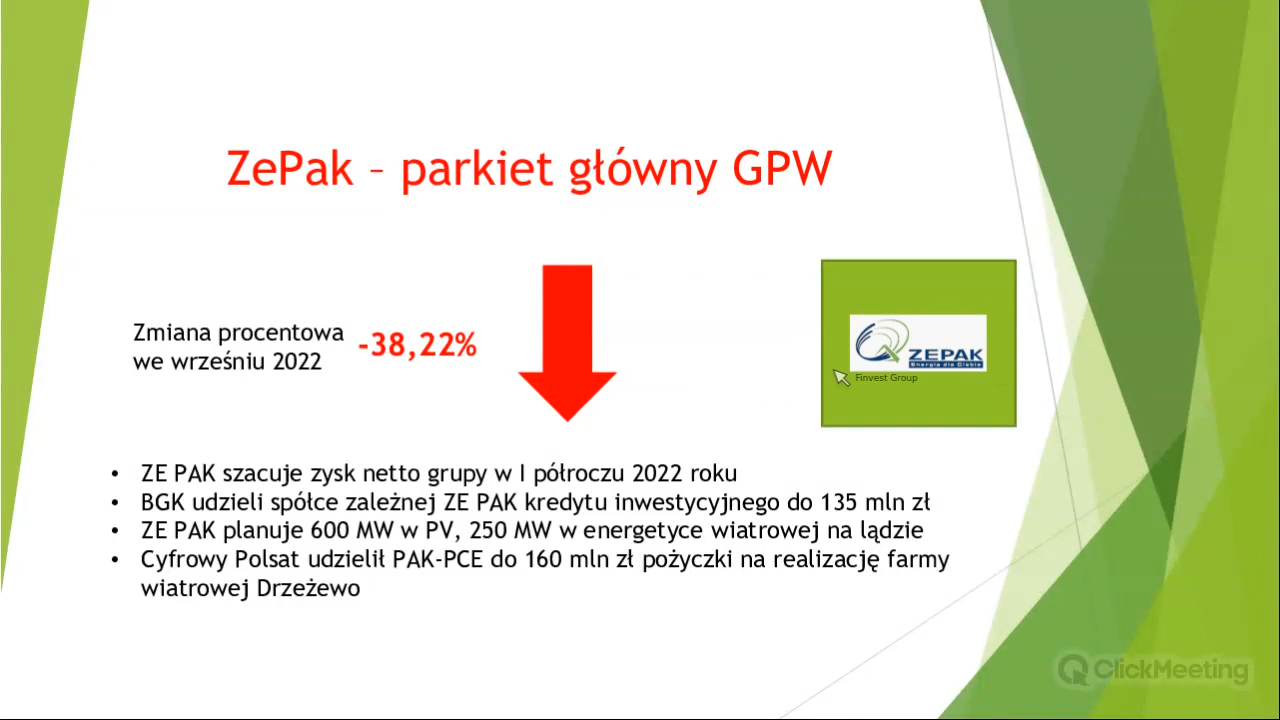 ZePak – parkiet główny GPW
Zmiana procentowa
we wrześniu 2022
-38,22%
ZEPAK
Energia dla Ciebie
Finvest Group
• ZE PAK szacuje zysk netto grupy w I półroczu 2022 roku
• BGK udzieli spółce zależnej ZE PAK kredytu inwestycyjnego do 135 mln zł
• ZE PAK planuje 600 MW w PV, 250 MW w energetyce wiatrowej na lądzie
• Cyfrowy Polsat udzielił PAK-PCE do 160 mln zł pożyczki na realizację farmy
wiatrowej Drzeżewo
ClickMeeting